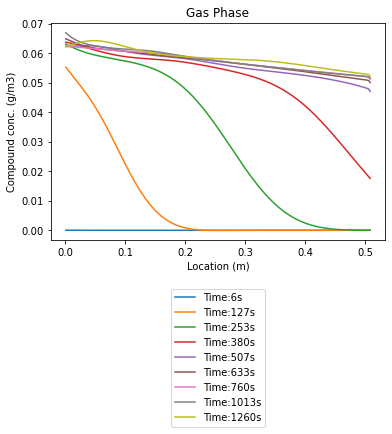 Gas Phase
Compound conc. (g/m3)
0.07
0.06
0.05
0.04
0.03
0.02
0.01
0.00
0.0 0.1 0.2 0.3 0.4 0.5
Location (m)
Time:6s
Time:127s
Time:253s
Time:380s
Time:507s
Time:633s
Time:760s
Time:1013s
Time:1260s